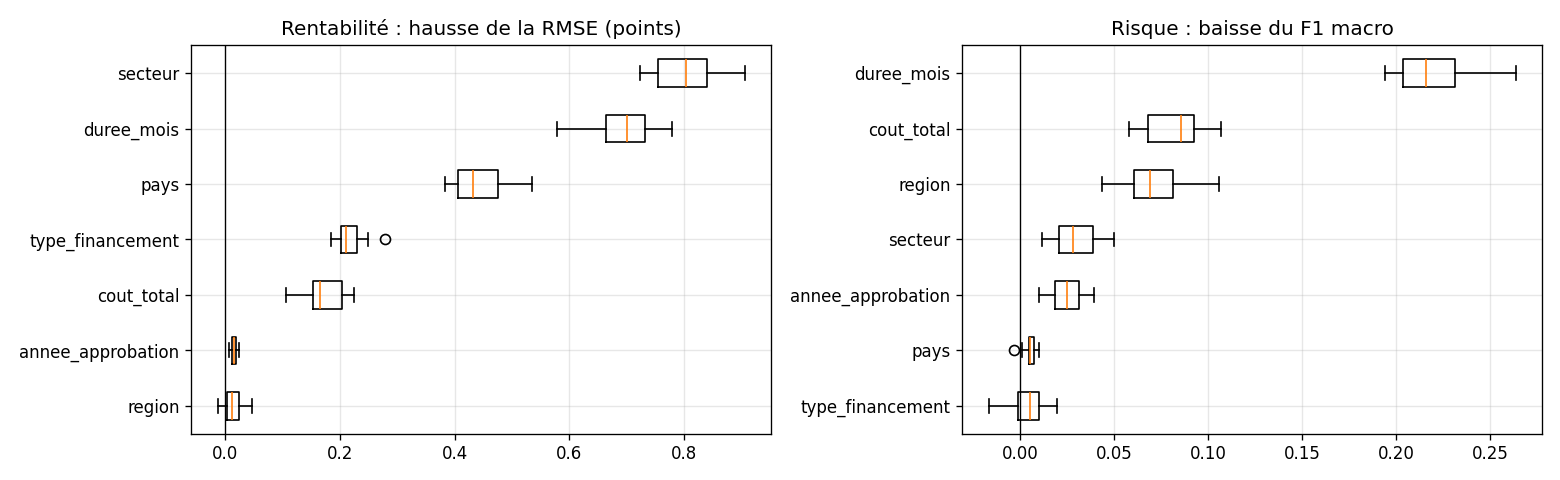 Rentabilité : hausse de la RMSE (points)
secteur
duree_mois
pays
type_financement
cout_total
annee_approbation
region
0.0 0.2 0.4 0.6 0.8
Risque : baisse du F1 macro
duree_mois
cout_total
region
secteur
annee_approbation
pays
type_financement
0.00 0.05 0.10 0.15 0.20 0.25